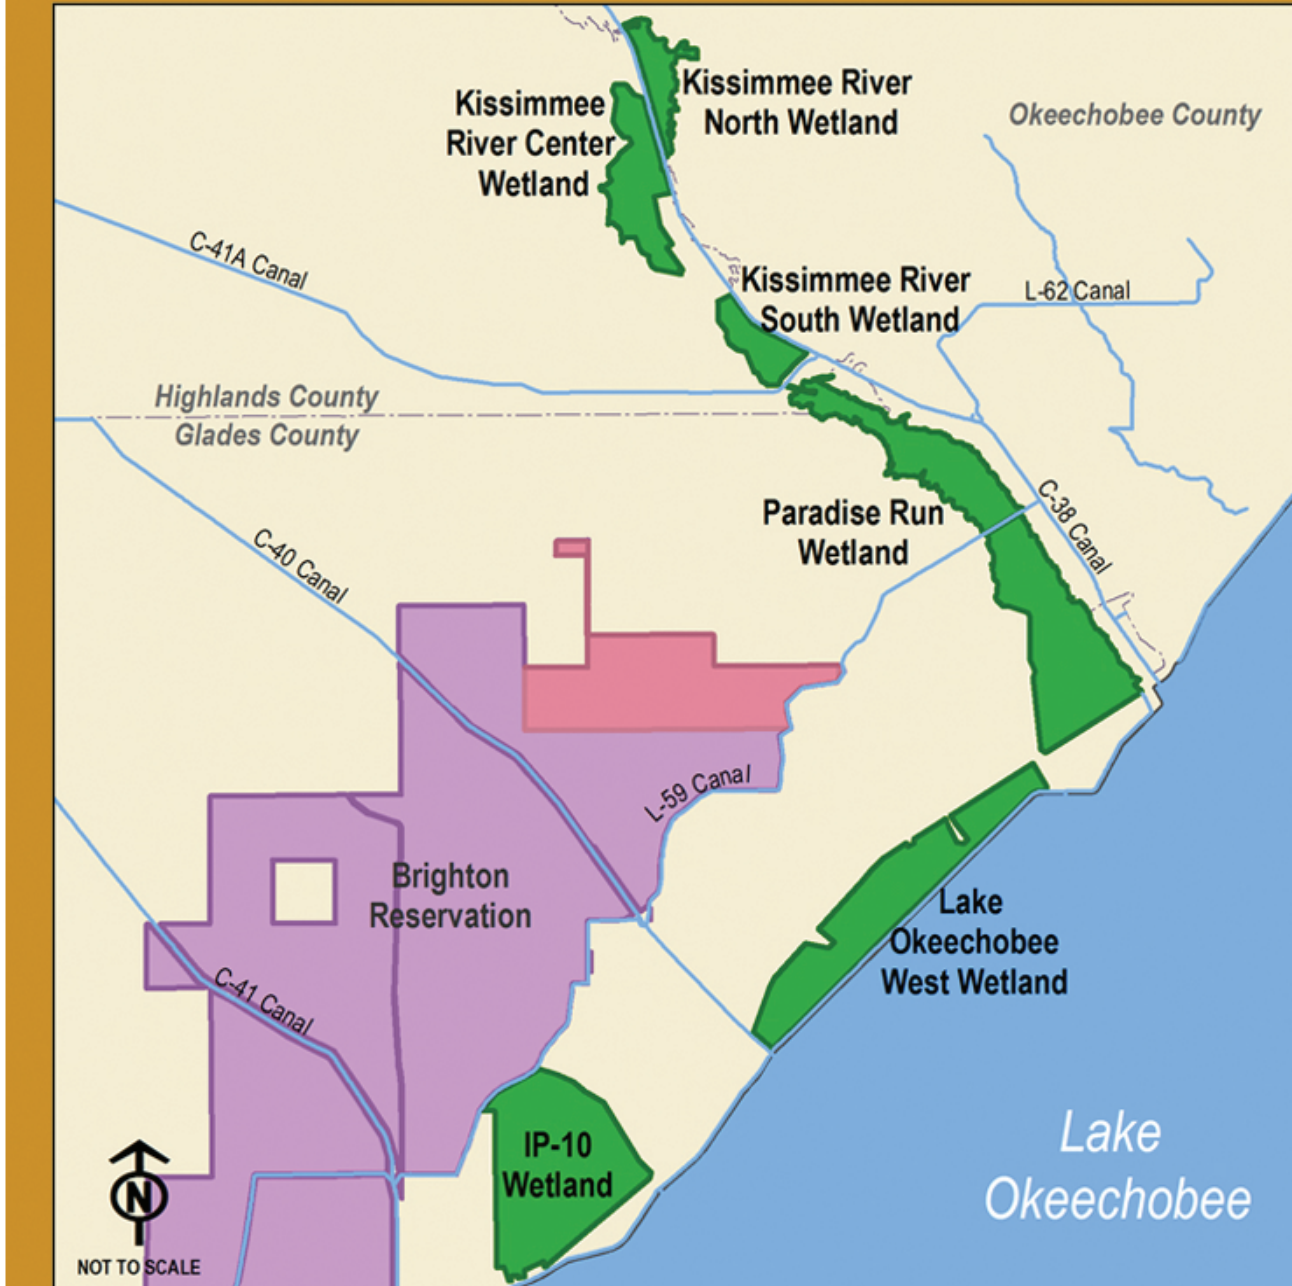 Kissimmee River
North Wetland
Kissimmee
River Center
Wetland
Okeechobee County
C-41A Canal
Kissimmee River
South Wetland
L-62 Canal
Highlands County
Glades County
Paradise Run
Wetland
C-38 Canal
C-40 Canal
L-59 Canal
Brighton
Reservation
Lake
Okeechobee
West Wetland
C-41 Canal
IP-10
Wetland
Lake
Okeechobee
N
NOT TO SCALE